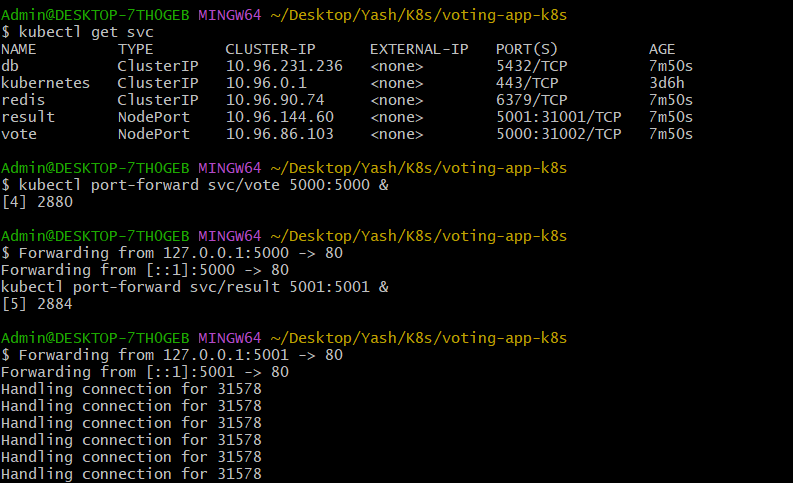 Admin@DESKTOP-7TH0GEB MINGW64 ~/Desktop/Yash/K8s/voting-app-k8s
$ kubectl get svc
NAME TYPE CLUSTER-IP EXTERNAL-IP PORT(S) AGE
db ClusterIP 10.96.231.236 <none> 5432/TCP 7m50s
kubernetes ClusterIP 10.96.0.1 <none> 443/TCP 3d6h
redis ClusterIP 10.96.90.74 <none> 6379/TCP 7m50s
result NodePort 10.96.144.60 <none> 5001:31001/TCP 7m50s
vote NodePort 10.96.86.103 <none> 5000:31002/TCP 7m50s
Admin@DESKTOP-7TH0GEB MINGW64 ~/Desktop/Yash/K8s/voting-app-k8s
$ kubectl port-forward svc/vote 5000:5000 &
[4] 2880
Admin@DESKTOP-7TH0GEB MINGW64 ~/Desktop/Yash/K8s/voting-app-k8s
$ Forwarding from 127.0.0.1:5000 -> 80
Forwarding from [::1]:5000 -> 80
kubectl port-forward svc/result 5001:5001 &
[5] 2884
Admin@DESKTOP-7TH0GEB MINGW64 ~/Desktop/Yash/K8s/voting-app-k8s
$ Forwarding from 127.0.0.1:5001 -> 80
Forwarding from [::1]:5001 -> 80
Handling connection for 31578
Handling connection for 31578
Handling connection for 31578
Handling connection for 31578
Handling connection for 31578
Handling connection for 31578